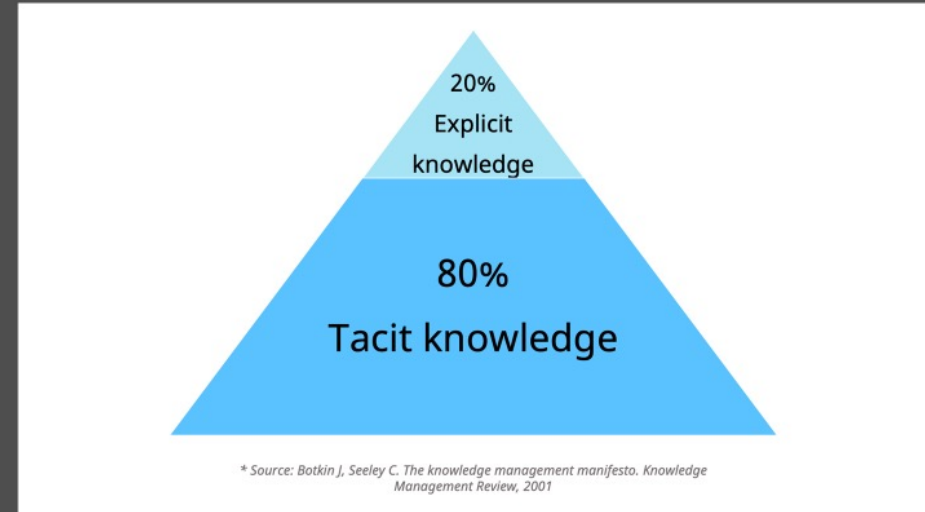 20%
Explicit
knowledge
80%
Tacit knowledge
* Source: Botkin J, Seeley C. The knowledge management manifesto. Knowledge
Management Review, 2001